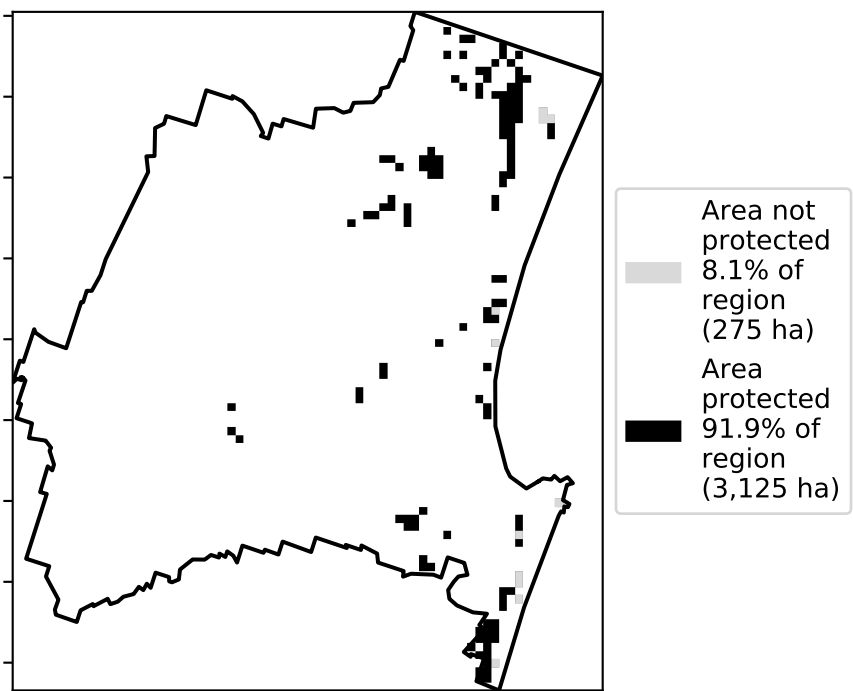 Area not
protected
8.1% of
region
(275 ha)
Area
protected
91.9% of
region
(3,125 ha)